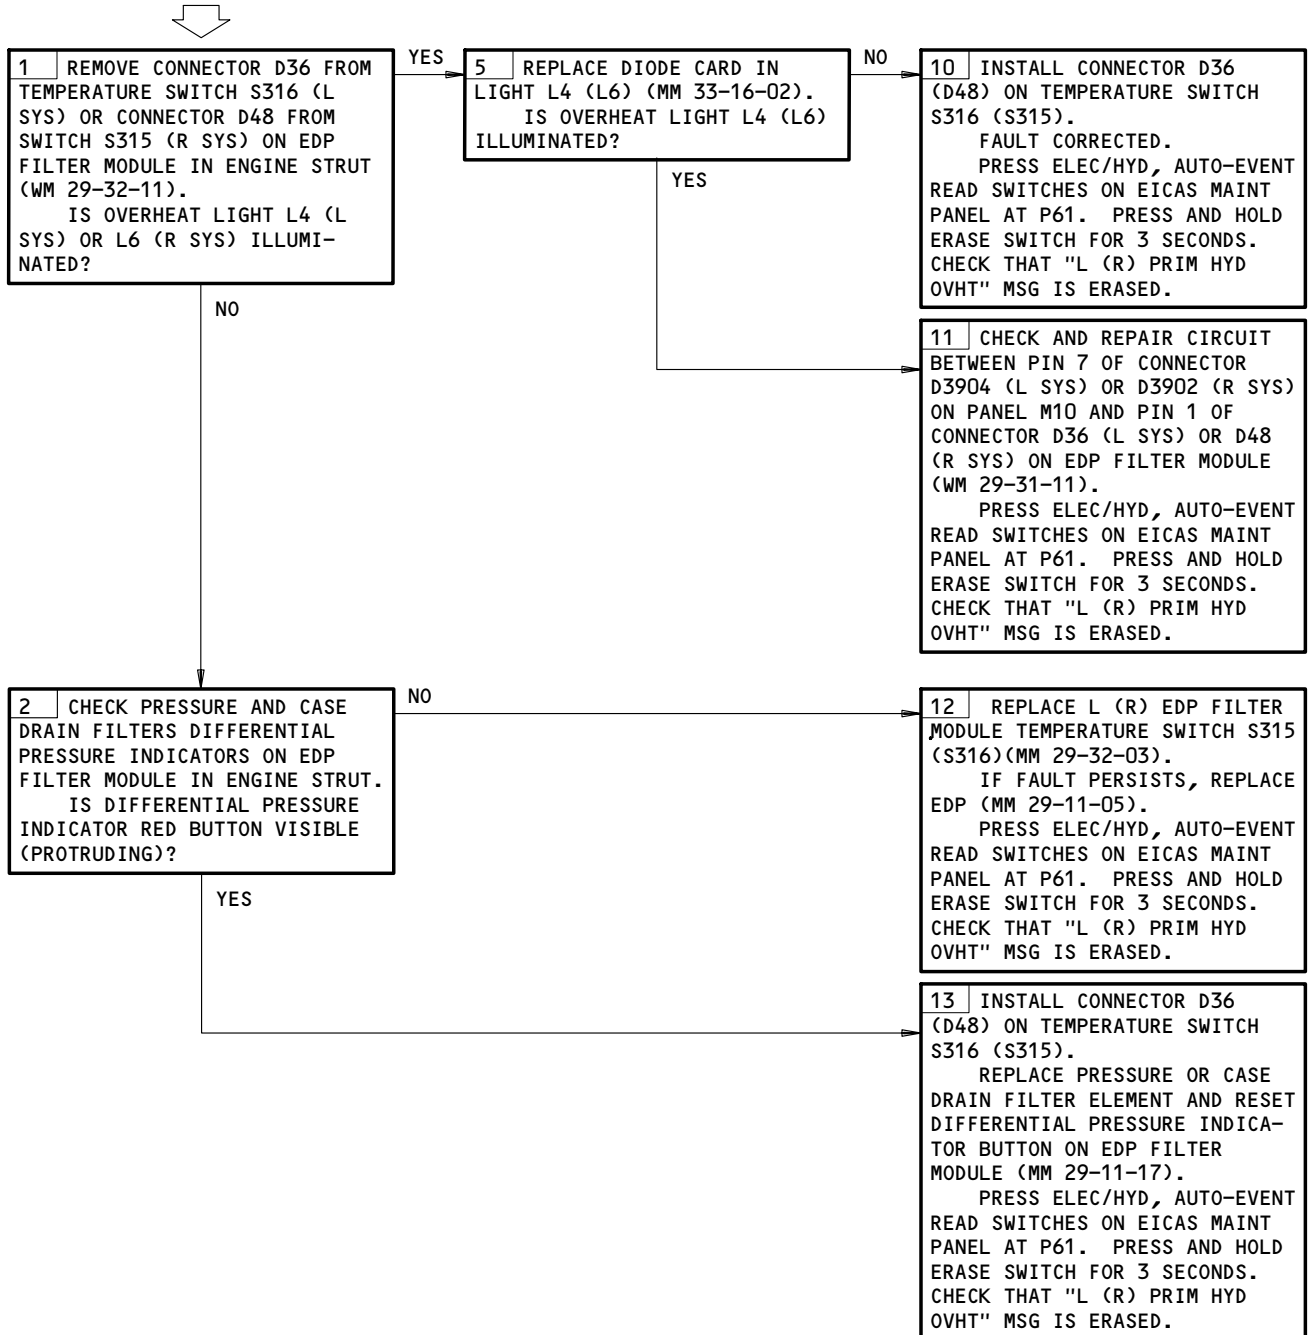 1 REMOVE CONNECTOR D36 FROM
TEMPERATURE SWITCH S316 (L
SYS) OR CONNECTOR D48 FROM
SWITCH S315 (R SYS) ON EDP
FILTER MODULE IN ENGINE STRUT
(WM 29-32-11).
IS OVERHEAT LIGHT L4 (L
SYS) OR L6 (R SYS) ILLUMI-
NATED?
YES
5 REPLACE DIODE CARD IN
LIGHT L4 (L6) (MM 33-16-02).
IS OVERHEAT LIGHT L4 (L6)
ILLUMINATED?
NO
10 INSTALL CONNECTOR D36
(D48) ON TEMPERATURE SWITCH
S316 (S315).
FAULT CORRECTED.
PRESS ELEC/HYD, AUTO-EVENT
READ SWITCHES ON EICAS MAINT
PANEL AT P61. PRESS AND HOLD
ERASE SWITCH FOR 3 SECONDS.
CHECK THAT "L (R) PRIM HYD
OVHT" MSG IS ERASED.
YES
11 CHECK AND REPAIR CIRCUIT
BETWEEN PIN 7 OF CONNECTOR
D3904 (L SYS) OR D3902 (R SYS)
ON PANEL M10 AND PIN 1 OF
CONNECTOR D36 (L SYS) OR D48
(R SYS) ON EDP FILTER MODULE
(WM 29-31-11).
PRESS ELEC/HYD, AUTO-EVENT
READ SWITCHES ON EICAS MAINT
PANEL AT P61. PRESS AND HOLD
ERASE SWITCH FOR 3 SECONDS.
CHECK THAT "L (R) PRIM HYD
OVHT" MSG IS ERASED.
NO
2 CHECK PRESSURE AND CASE
DRAIN FILTERS DIFFERENTIAL
PRESSURE INDICATORS ON EDP
FILTER MODULE IN ENGINE STRUT.
IS DIFFERENTIAL PRESSURE
INDICATOR RED BUTTON VISIBLE
(PROTRUDING)?
NO
12 REPLACE L (R) EDP FILTER
MODULE TEMPERATURE SWITCH S315
(S316)(MM 29-32-03).
IF FAULT PERSISTS, REPLACE
EDP (MM 29-11-05).
PRESS ELEC/HYD, AUTO-EVENT
READ SWITCHES ON EICAS MAINT
PANEL AT P61. PRESS AND HOLD
ERASE SWITCH FOR 3 SECONDS.
CHECK THAT "L (R) PRIM HYD
OVHT" MSG IS ERASED.
YES
13 INSTALL CONNECTOR D36
(D48) ON TEMPERATURE SWITCH
S316 (S315).
REPLACE PRESSURE OR CASE
DRAIN FILTER ELEMENT AND RESET
DIFFERENTIAL PRESSURE INDICA-
TOR BUTTON ON EDP FILTER
MODULE (MM 29-11-17).
PRESS ELEC/HYD, AUTO-EVENT
READ SWITCHES ON EICAS MAINT
PANEL AT P61. PRESS AND HOLD
ERASE SWITCH FOR 3 SECONDS.
CHECK THAT "L (R) PRIM HYD
OVHT" MSG IS ERASED.